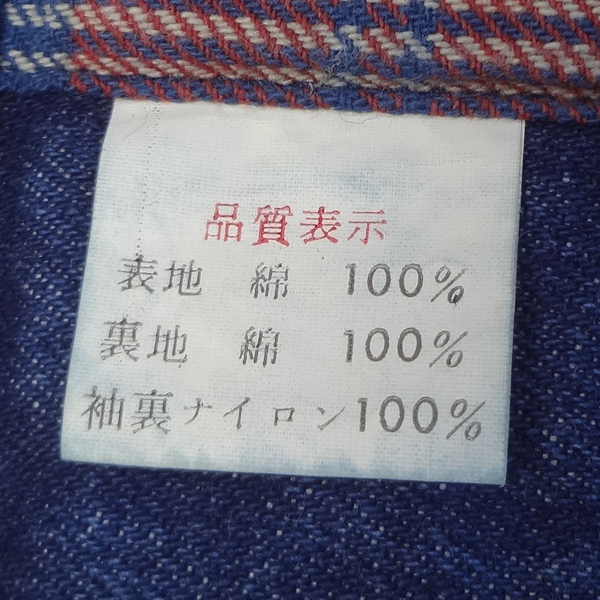 品質表示
表地 綿 100%
裏地 綿 100%
袖裏ナイロン100%